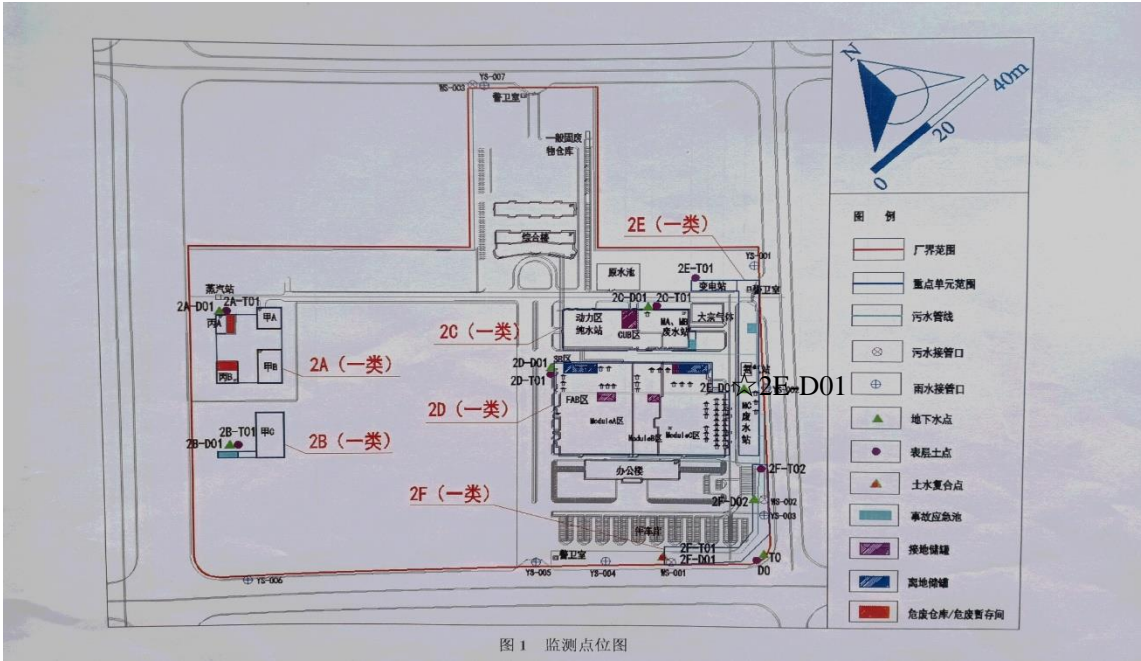 YS-007
WS-003
警卫室
一般固废
物仓库
综合楼
2E（一类）
YS-001
原水池
2E-T01
变电站
警卫室
蒸汽站
2A-D01
2A-T01
丙A
甲A
丙B
甲B
2A（一类）
2C-D01
2C-T01
动力区
纯水站
CUB区
MA、MB
废水站
大宗气体
2C（一类）
2D-D01
2D-T01
FAB区
ModuleA区
ModuleB区
ModuleC区
2D（一类）
2E-D01
☆2E-D01
YS-002
MC
废
水
站
2B-T01
2B-D01
甲C
2B（一类）
办公楼
2F-T02
2F-D02
WS-002
YS-003
2F（一类）
停车库
2F-T01
2F-D01
警卫室
T0
D0
YS-006
YS-005
YS-004
WS-001
N
0
20
40m
图 例
厂界范围
重点单元范围
污水管线
污水接管口
雨水接管口
地下水点
表层土点
土水复合点
事故应急池
接地储罐
离地储罐
危废仓库/危废暂存间
图 1 监测点位图